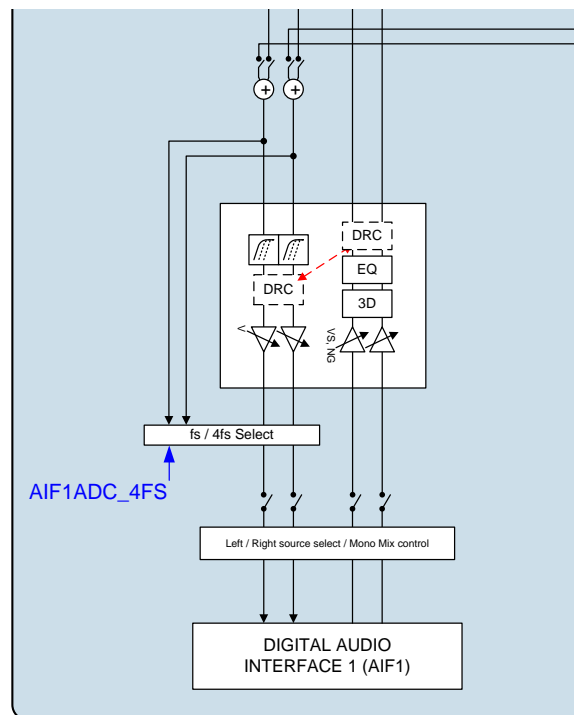 +
+
DRC
EQ
DRC
3D
V
VS, NG
fs / 4fs Select
AIF1ADC_4FS
Left / Right source select / Mono Mix control
DIGITAL AUDIO
INTERFACE 1 (AIF1)